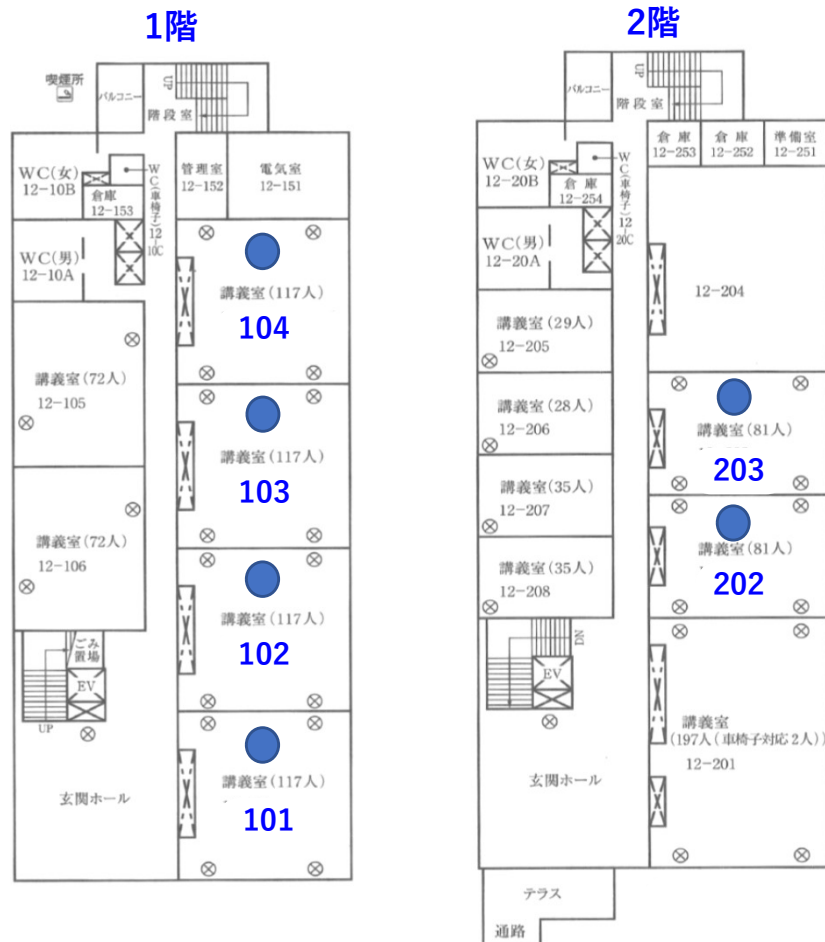 1階
喫煙所
バルコニー
UP
階段室
WC(女)
12-10B
倉庫
12-153
WC(車椅子)12-10C
管理室
12-152
電気室
12-151
WC(男)
12-10A
講義室(117人)
104
講義室(72人)
12-105
講義室(117人)
103
講義室(72人)
12-106
講義室(117人)
102
ごみ
置場
EV
UP
玄関ホール
講義室(117人)
101
2階
バルコニー
UP
階段室
WC(女)
12-20B
倉庫
12-254
WC(車椅子)12-20C
倉庫
12-253
倉庫
12-252
準備室
12-251
WC(男)
12-20A
12-204
講義室(29人)
12-205
講義室(28人)
12-206
講義室(81人)
203
講義室(35人)
12-207
講義室(81人)
202
講義室(35人)
12-208
DN
EV
講義室
(197人(車椅子対応2人))
12-201
玄関ホール
テラス
通路